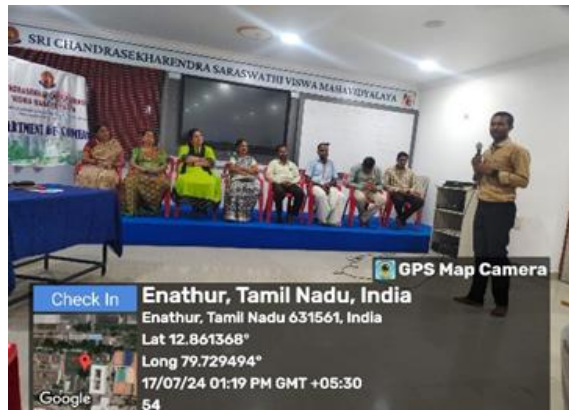 SRI CHANDRASEKHARENDRA SARASWATHI VISWA MAHAVIDYALAYA
GPS Map Camera
Check In
Enathur, Tamil Nadu, India
Enathur, Tamil Nadu 631561, India
Lat 12.861368°
Long 79.729494°
17/07/24 01:19 PM GMT +05:30
54
Google